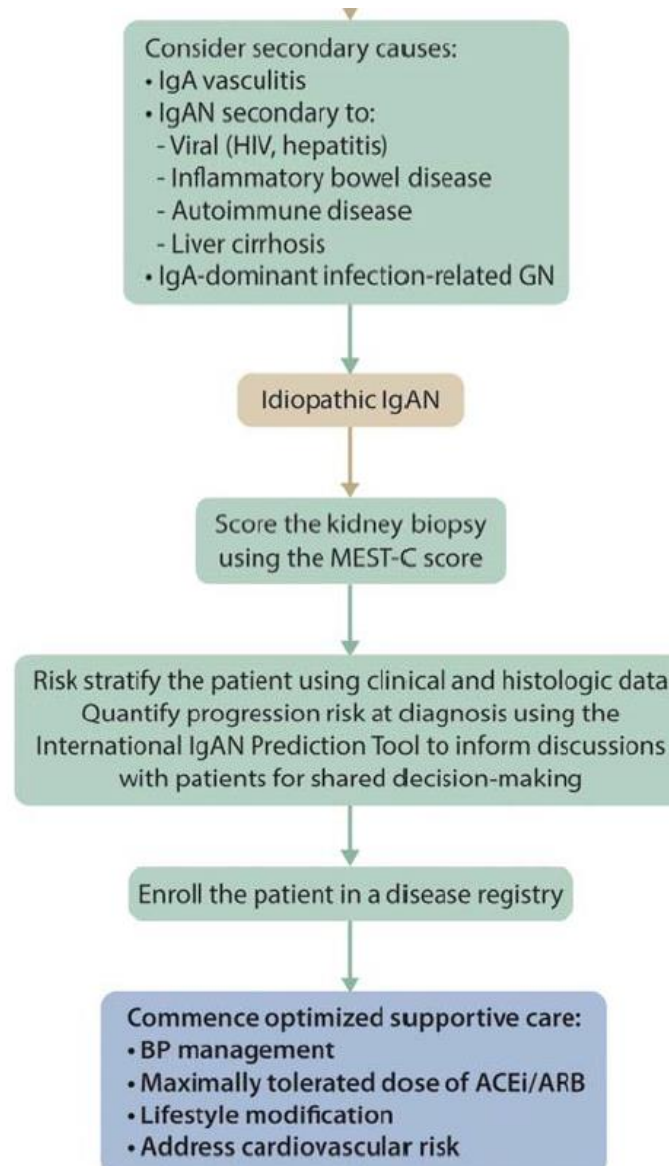 Consider secondary causes:
• IgA vasculitis
• IgAN secondary to:
- Viral (HIV, hepatitis)
- Inflammatory bowel disease
- Autoimmune disease
- Liver cirrhosis
• IgA-dominant infection-related GN
Idiopathic IgAN
Score the kidney biopsy
using the MEST-C score
Risk stratify the patient using clinical and histologic data
Quantify progression risk at diagnosis using the
International IgAN Prediction Tool to inform discussions
with patients for shared decision-making
Enroll the patient in a disease registry
Commence optimized supportive care:
• BP management
• Maximally tolerated dose of ACEi/ARB
• Lifestyle modification
• Address cardiovascular risk